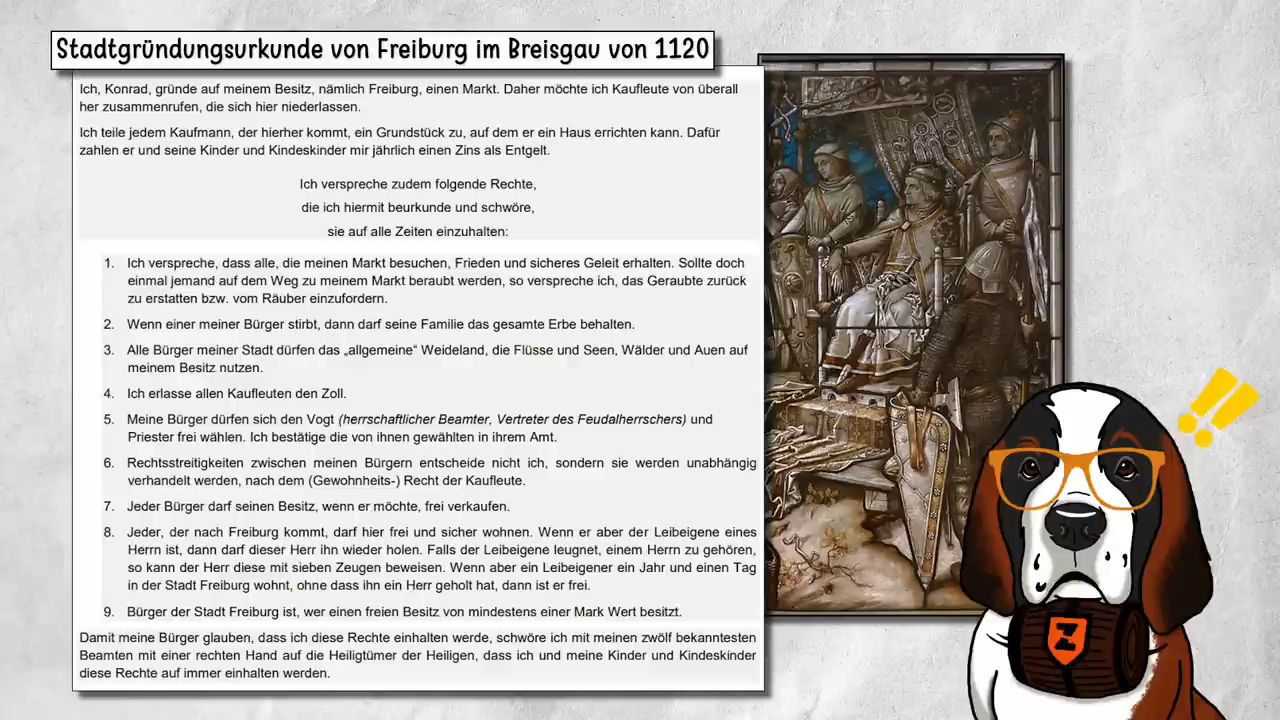 Stadtgründungsurkunde von Freiburg im Breisgau von 1120
Ich, Konrad, gründe auf meinem Besitz, nämlich Freiburg, einen Markt. Daher möchte ich Kaufleute von überall
her zusammenrufen, die sich hier niederlassen.
Ich teile jedem Kaufmann, der hierher kommt, ein Grundstück zu, auf dem er ein Haus errichten kann. Dafür
zahlen er und seine Kinder und Kindeskinder mir jährlich einen Zins als Entgelt.
Ich verspreche zudem folgende Rechte,
die ich hiermit beurkunde und schwöre,
sie auf alle Zeiten einzuhalten:
1. Ich verspreche, dass alle, die meinen Markt besuchen, Frieden und sicheres Geleit erhalten. Sollte doch
einmal jemand auf dem Weg zu meinem Markt beraubt werden, so verspreche ich, das Geraubte zurück
zu erstatten bzw. vom Räuber einzufordern.
2. Wenn einer meiner Bürger stirbt, dann darf seine Familie das gesamte Erbe behalten.
3. Alle Bürger meiner Stadt dürfen das „allgemeine“ Weideland, die Flüsse und Seen, Wälder und Auen auf
meinem Besitz nutzen.
4. Ich erlasse allen Kaufleuten den Zoll.
5. Meine Bürger dürfen sich den Vogt (herrschaftlicher Beamter, Vertreter des Feudalherrschers) und
Priester frei wählen. Ich bestätige die von ihnen gewählten in ihrem Amt.
6. Rechtsstreitigkeiten zwischen meinen Bürgern entscheide nicht ich, sondern sie werden unabhängig
verhandelt werden, nach dem (Gewohnheits-) Recht der Kaufleute.
7. Jeder Bürger darf seinen Besitz, wenn er möchte, frei verkaufen.
8. Jeder, der nach Freiburg kommt, darf hier frei und sicher wohnen. Wenn er aber der Leibeigene eines
Herrn ist, dann darf dieser Herr ihn wieder holen. Falls der Leibeigene leugnet, einem Herrn zu gehören,
so kann der Herr diese mit sieben Zeugen beweisen. Wenn aber ein Leibeigener ein Jahr und einen Tag
in der Stadt Freiburg wohnt, ohne dass ihn ein Herr geholt hat, dann ist er frei.
9. Bürger der Stadt Freiburg ist, wer einen freien Besitz von mindestens einer Mark Wert besitzt.
Damit meine Bürger glauben, dass ich diese Rechte einhalten werde, schwöre ich mit meinen zwölf bekanntesten
Beamten mit einer rechten Hand auf die Heiligtümer der Heiligen, dass ich und meine Kinder und Kindeskinder
diese Rechte auf immer einhalten werden.
!!
Z